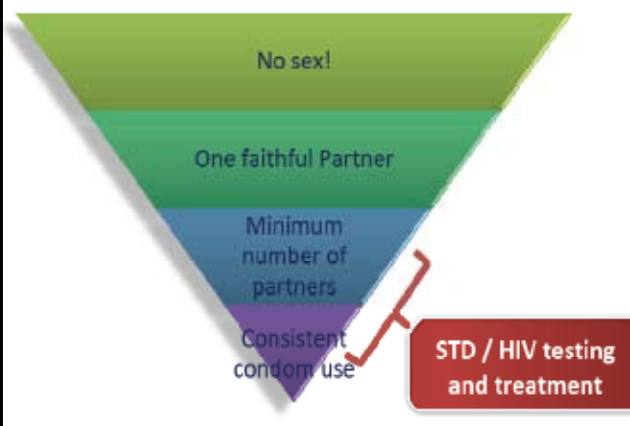 No sex!
One faithful Partner
Minimum
number of
partners
Consistent
condom use
STD / HIV testing
and treatment